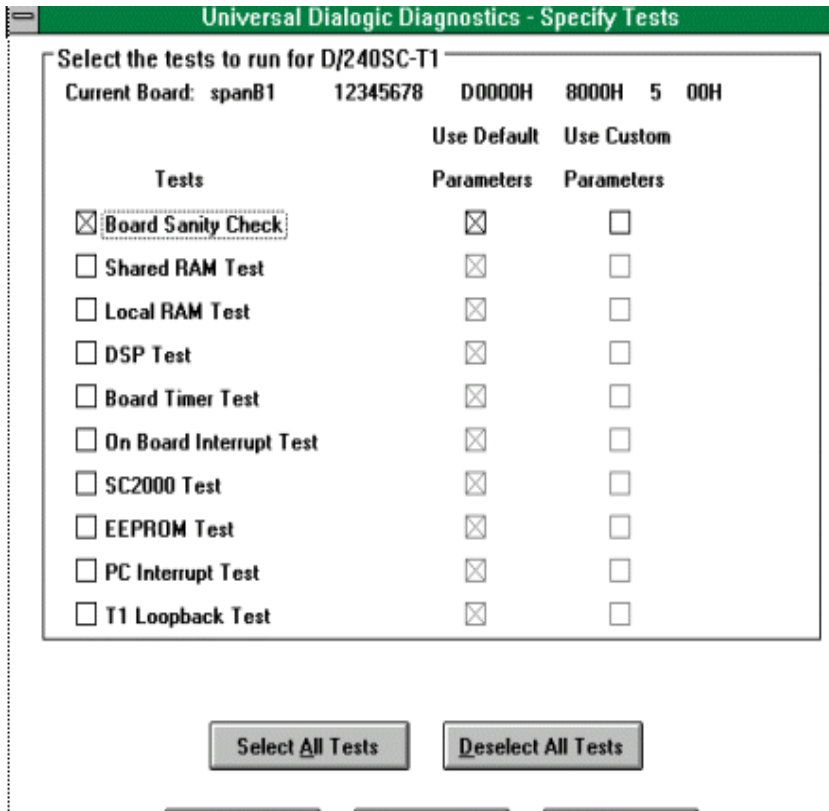 Universal Dialogic Diagnostics - Specify Tests
Select the tests to run for D/240SC-T1
Current Board: spanB1 12345678 D0000H 8000H 5 00H
Use Default Use Custom
Tests Parameters Parameters
Board Sanity Check
Shared RAM Test
Local RAM Test
DSP Test
Board Timer Test
On Board Interrupt Test
SC2000 Test
EEPROM Test
PC Interrupt Test
T1 Loopback Test
Select All Tests Deselect All Tests